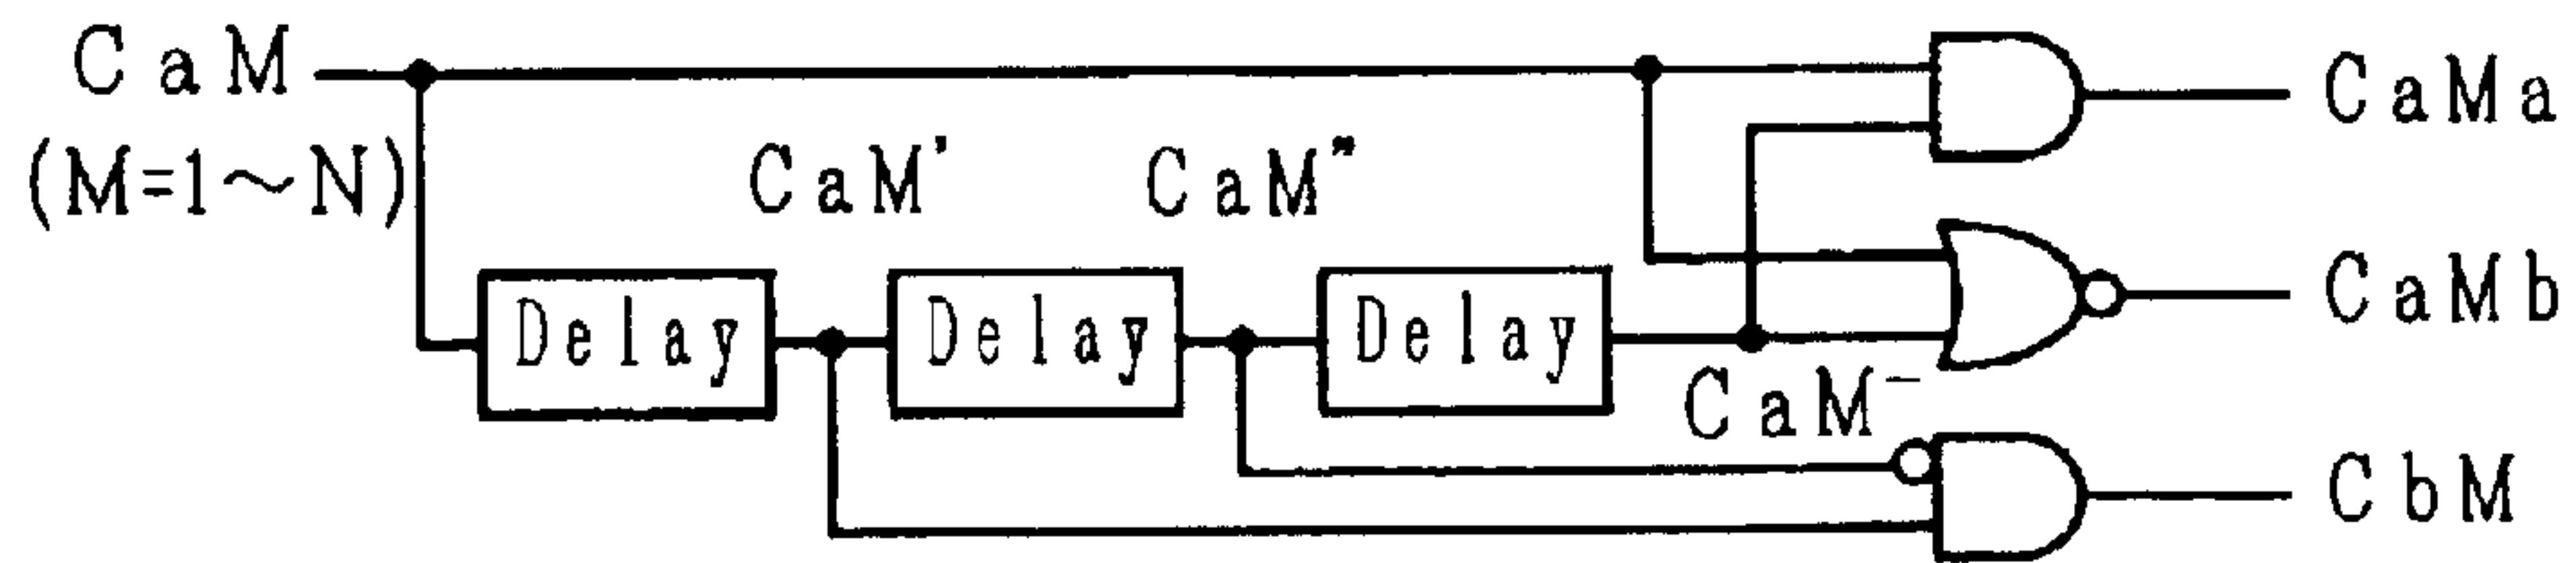 CaM
(M=1~N)
CaM'
CaM"
CaMa
Delay
Delay
Delay
CaMb
CaM⁻
CbM